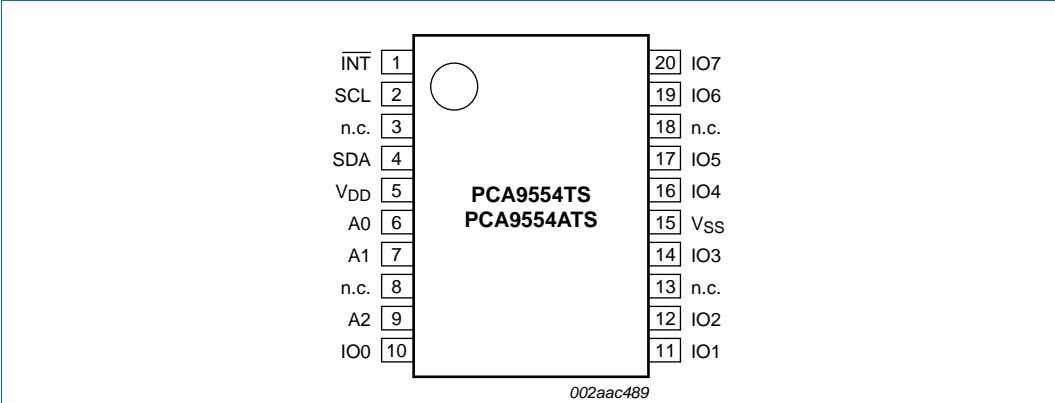 INT 1
SCL 2
n.c. 3
SDA 4
VDD 5
A0 6
A1 7
n.c. 8
A2 9
IO0 10
PCA9554TS
PCA9554ATS
20 IO7
19 IO6
18 n.c.
17 IO5
16 IO4
15 VSS
14 IO3
13 n.c.
12 IO2
11 IO1
002aac489